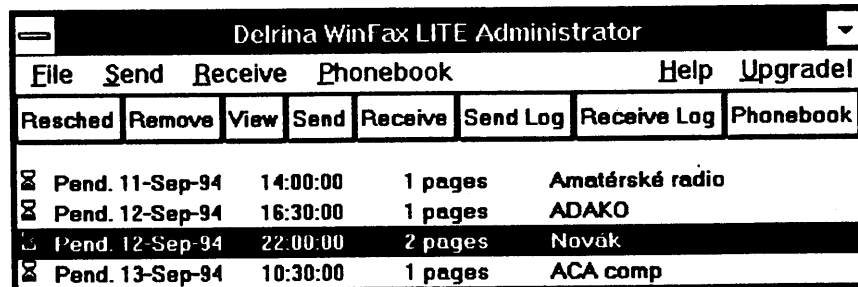 Delrina WinFax LITE Administrator
File Send Receive Phonebook Help Upgrade!
Resched Remove View Send Receive Send Log Receive Log Phonebook
Pend. 11-Sep-94 14:00:00 1 pages Amatérské radio
Pend. 12-Sep-94 16:30:00 1 pages ADAKO
Pend. 12-Sep-94 22:00:00 2 pages Novák
Pend. 13-Sep-94 10:30:00 1 pages ACA comp